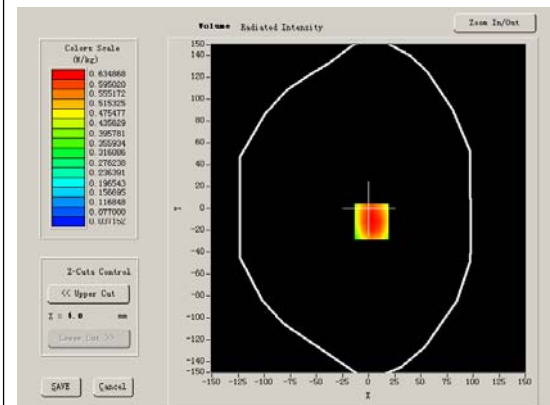 Volume Radiated Intensity
Zoom In/Out
Colors Scale
(W/kg)
0.634868
0.595020
0.555172
0.515325
0.475477
0.435629
0.395781
0.355934
0.316086
0.276238
0.236391
0.196543
0.156695
0.116848
0.077000
0.037152
Z-Cuts Control
<< Upper Cut
Z = 4.0 mm
Lower Cut >>
SAVE
Cancel
150
140
120
100
80
60
40
20
0
-20
-40
-60
-80
-100
-120
-140
-150
Y
-150 -125 -100 -75 -50 -25 0 25 50 75 100 125 150
X